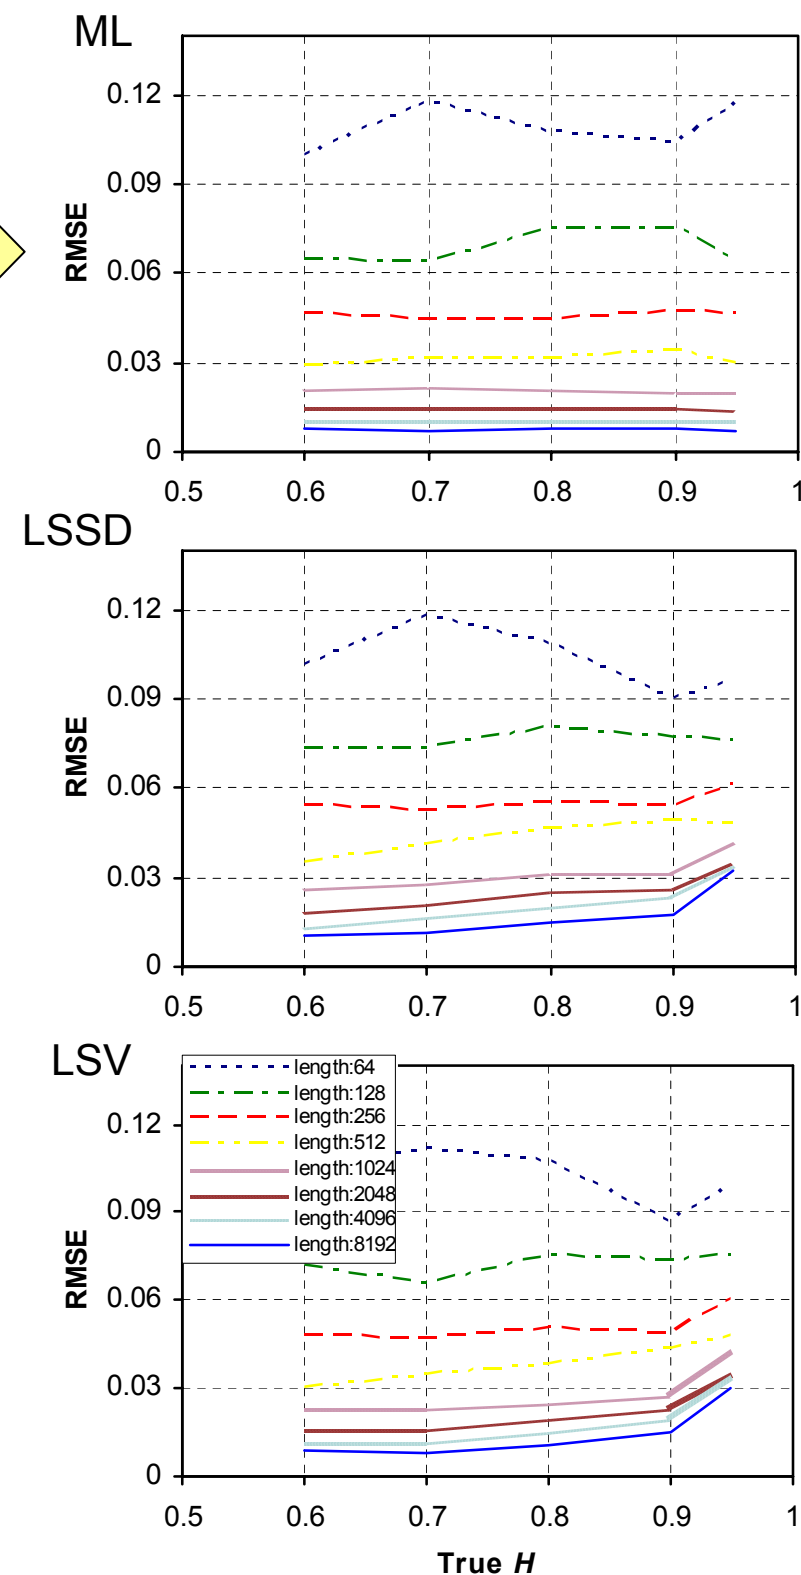 ML
0.12
0.09
0.06
0.03
0
RMSE
0.5 0.6 0.7 0.8 0.9 1
LSSD
0.12
0.09
0.06
0.03
0
RMSE
0.5 0.6 0.7 0.8 0.9 1
LSV
length:64
length:128
length:256
length:512
length:1024
length:2048
length:4096
length:8192
0.12
0.09
0.06
0.03
0
RMSE
0.5 0.6 0.7 0.8 0.9 1
True H